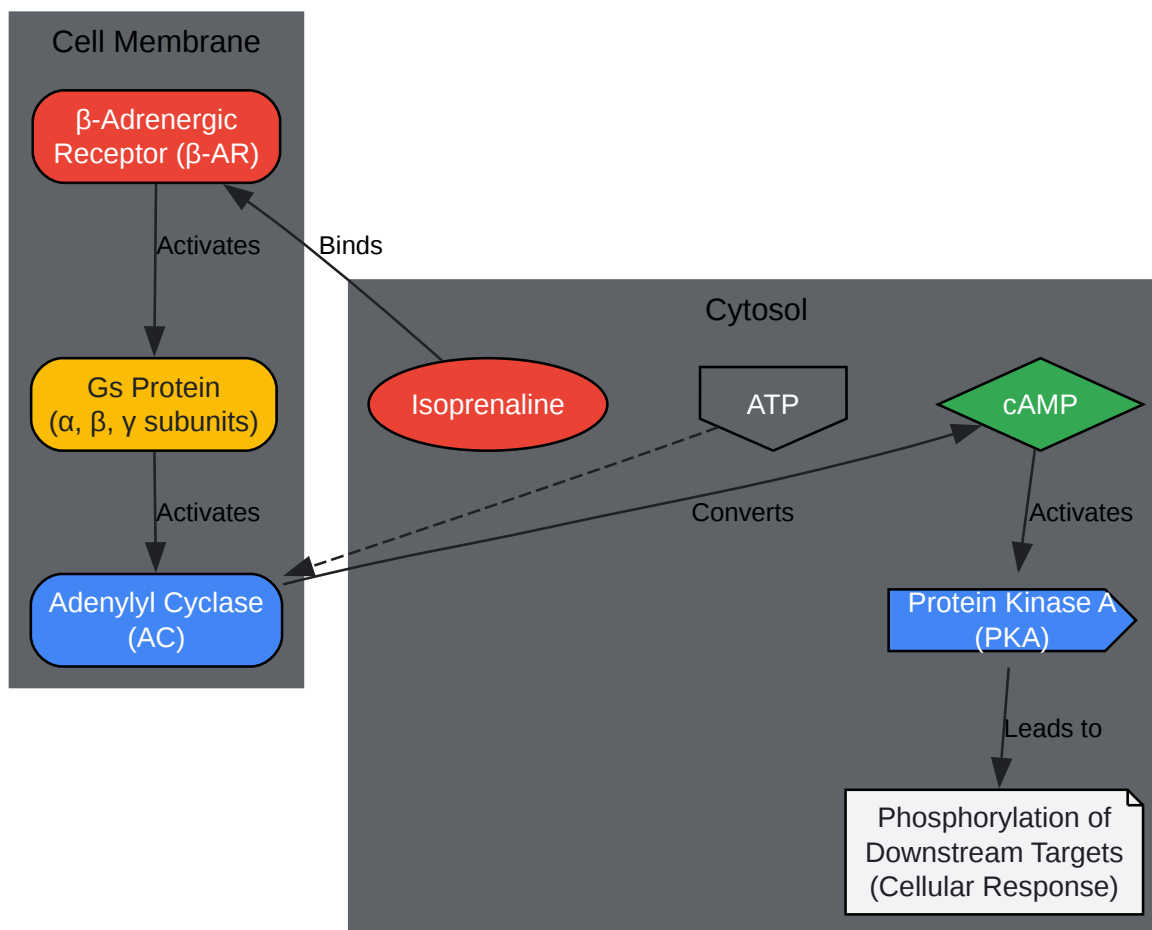 Cell Membrane
β-Adrenergic
Receptor (β-AR)
Activates
Binds
Cytosol
Gs Protein
(α, β, γ subunits)
Isoprenaline
ATP
cAMP
Activates
Converts
Activates
Adenylyl Cyclase
(AC)
Protein Kinase A
(PKA)
Leads to
Phosphorylation of
Downstream Targets
(Cellular Response)